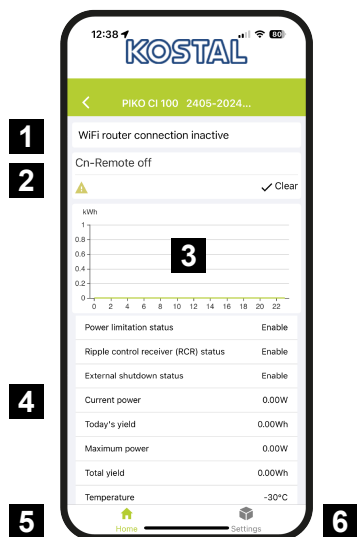 12:38 80
KOSTAL
PIKO CI 100 2405-2024...
1
WiFi router connection inactive
2
Cn-Remote off
Clear
kWh
1
0.8
0.6
0.4
0.2
0
0 2 4 6 8 10 12 14 16 18 20 22
3
Power limitation status Enable
Ripple control receiver (RCR) status Enable
External shutdown status Enable
4
Current power 0.00W
Today's yield 0.00Wh
Maximum power 0.00W
Total yield 0.00Wh
Temperature -30°C
5
Home Settings
6